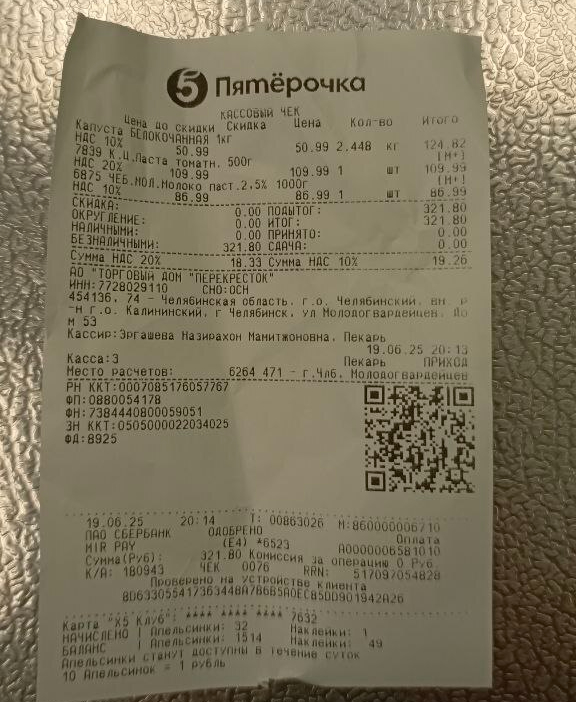 5 Пятёрочка
КАССОВЫЙ ЧЕК
Цена до скидки Скидка Цена Кол-во Итого
Капуста БЕЛОКОЧАННАЯ 1кг
НДС 10% 50.99 50.99 2.448 кг 124.82
[М+]
7839 К.Ц.Паста томатн. 500г
НДС 20% 109.99 109.99 1 шт 109.99
[М+]
6875 ЧЕБ.МОЛ.Молоко паст.2,5% 1000г
НДС 10% 86.99 86.99 1 шт 86.99
СКИДКА: 0.00 ПОДЫТОГ: 321.80
ОКРУГЛЕНИЕ: 0.00 ИТОГ: 321.80
НАЛИЧНЫМИ: 0.00 ПРИНЯТО: 0.00
БЕЗНАЛИЧНЫМИ: 321.80 СДАЧА: 0.00
Сумма НДС 20% 18.33 Сумма НДС 10% 19.26
АО "ТОРГОВЫЙ ДОМ "ПЕРЕКРЕСТОК"
ИНН:7728029110 СНО:ОСН
454136, 74 - Челябинская область, г.о. Челябинский, вн р
-н г.о. Калининский, г Челябинск, ул Молодогвардейцев, До
м 53
Кассир:Эргашева Назирахон Мамитжоновна, Пекарь
19.06.25 20:13
Касса:3 Пекарь ПРИХОД
Место расчетов: 6264 471 - г.Члб, Молодогвардейцев
РН ККТ:0007085176057767
ФП:0880054178
ФН:7384440800059051
ЗН ККТ:0505000022034025
ФД:8925
19.06.25 20:14 Т: 00863026 М:860000006710
ПАО СБЕРБАНК ОДОБРЕНО Оплата
MIR PAY (Е4) *6523 A0000006581010
Сумма(Руб): 321.80 Комиссия за операцию 0 Руб.
К/А: 180943 ЧЕК 0076 RRN: 517097054828
Проверено на устройстве клиента
Карта "Х5 Клуб": **** **** **** 7632
НАЧИСЛЕНО | Апельсинки: 32 Наклейки: 1
БАЛАНС | Апельсинки: 1514 Наклейки: 49
Апельсинки станут доступны в течение суток
10 Апельсинок = 1 рубль